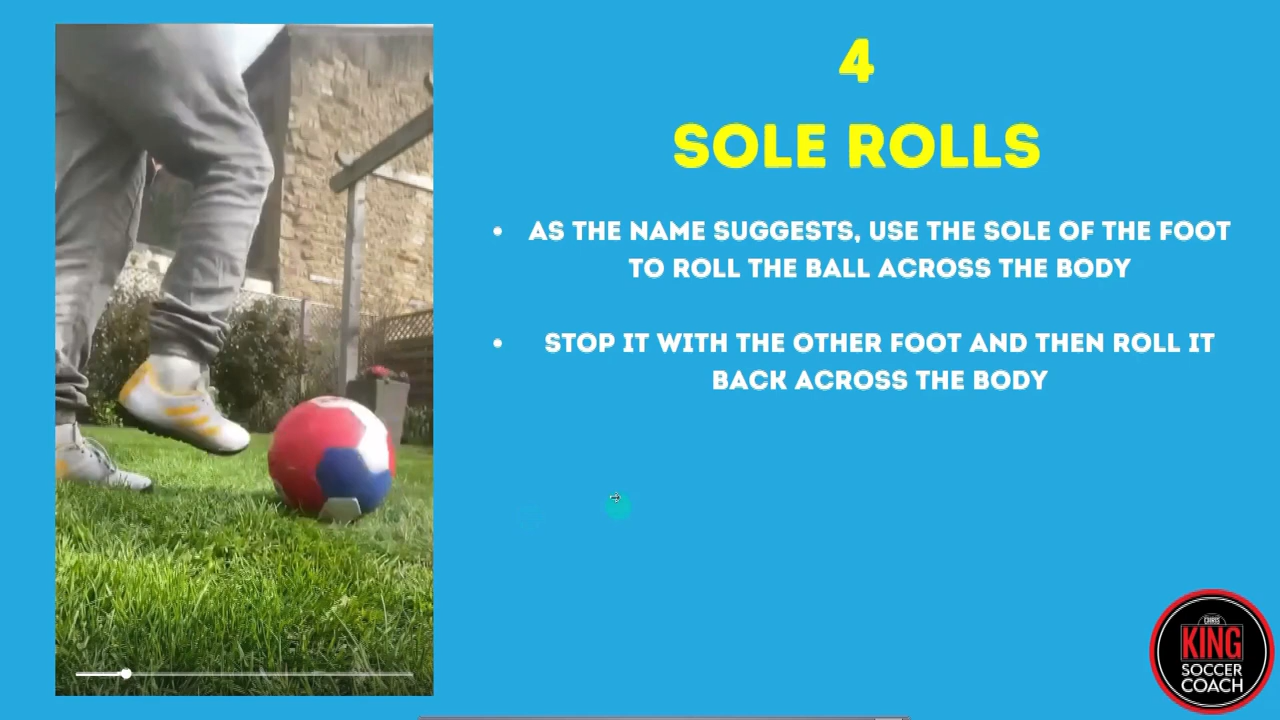 4
SOLE ROLLS
• AS THE NAME SUGGESTS, USE THE SOLE OF THE FOOT
TO ROLL THE BALL ACROSS THE BODY
• STOP IT WITH THE OTHER FOOT AND THEN ROLL IT
BACK ACROSS THE BODY
CHRIS
KING
SOCCER
COACH